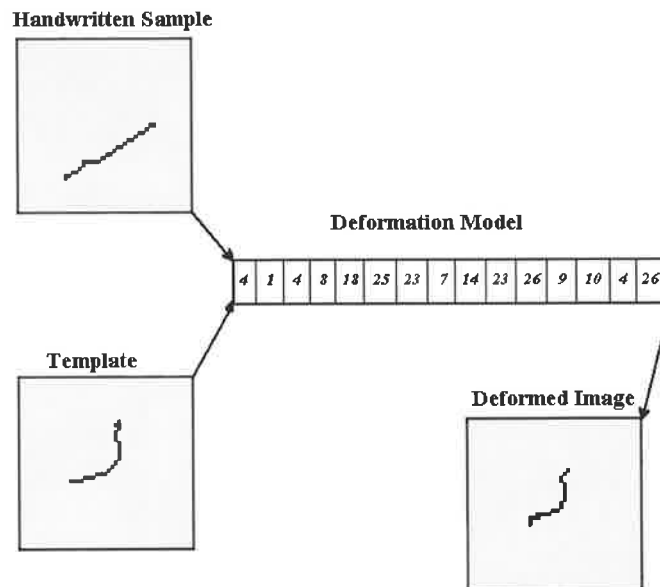 Handwritten Sample
Deformation Model
4 1 4 8 18 25 23 7 14 23 26 9 10 4 26
Template
Deformed Image